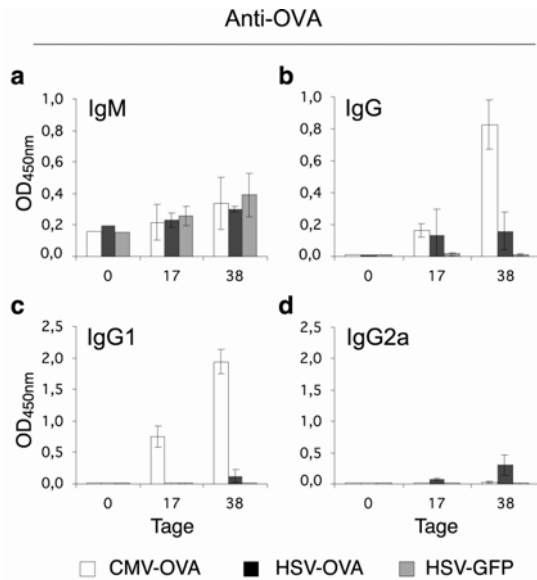 Anti-OVA
a
IgM
1,0
0,8
0,6
0,4
0,2
0,0
OD450nm
0 17 38
b
IgG
1,0
0,8
0,6
0,4
0,2
0,0
0 17 38
c
IgG1
2,5
2,0
1,5
1,0
0,5
0,0
OD450nm
0 17 38
Tage
d
IgG2a
2,5
2,0
1,5
1,0
0,5
0,0
0 17 38
Tage
CMV-OVA HSV-OVA HSV-GFP